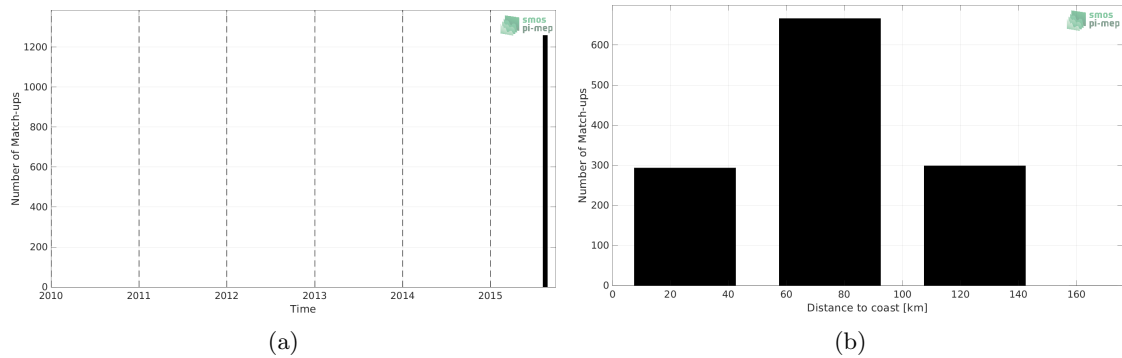 smos
pi-mep
Number of Match-ups
1200
1000
800
600
400
200
0
2010 2011 2012 2013 2014 2015
Time
(a)
smos
pi-mep
Number of Match-ups
600
500
400
300
200
100
0
0 20 40 60 80 100 120 140 160
Distance to coast [km]
(b)